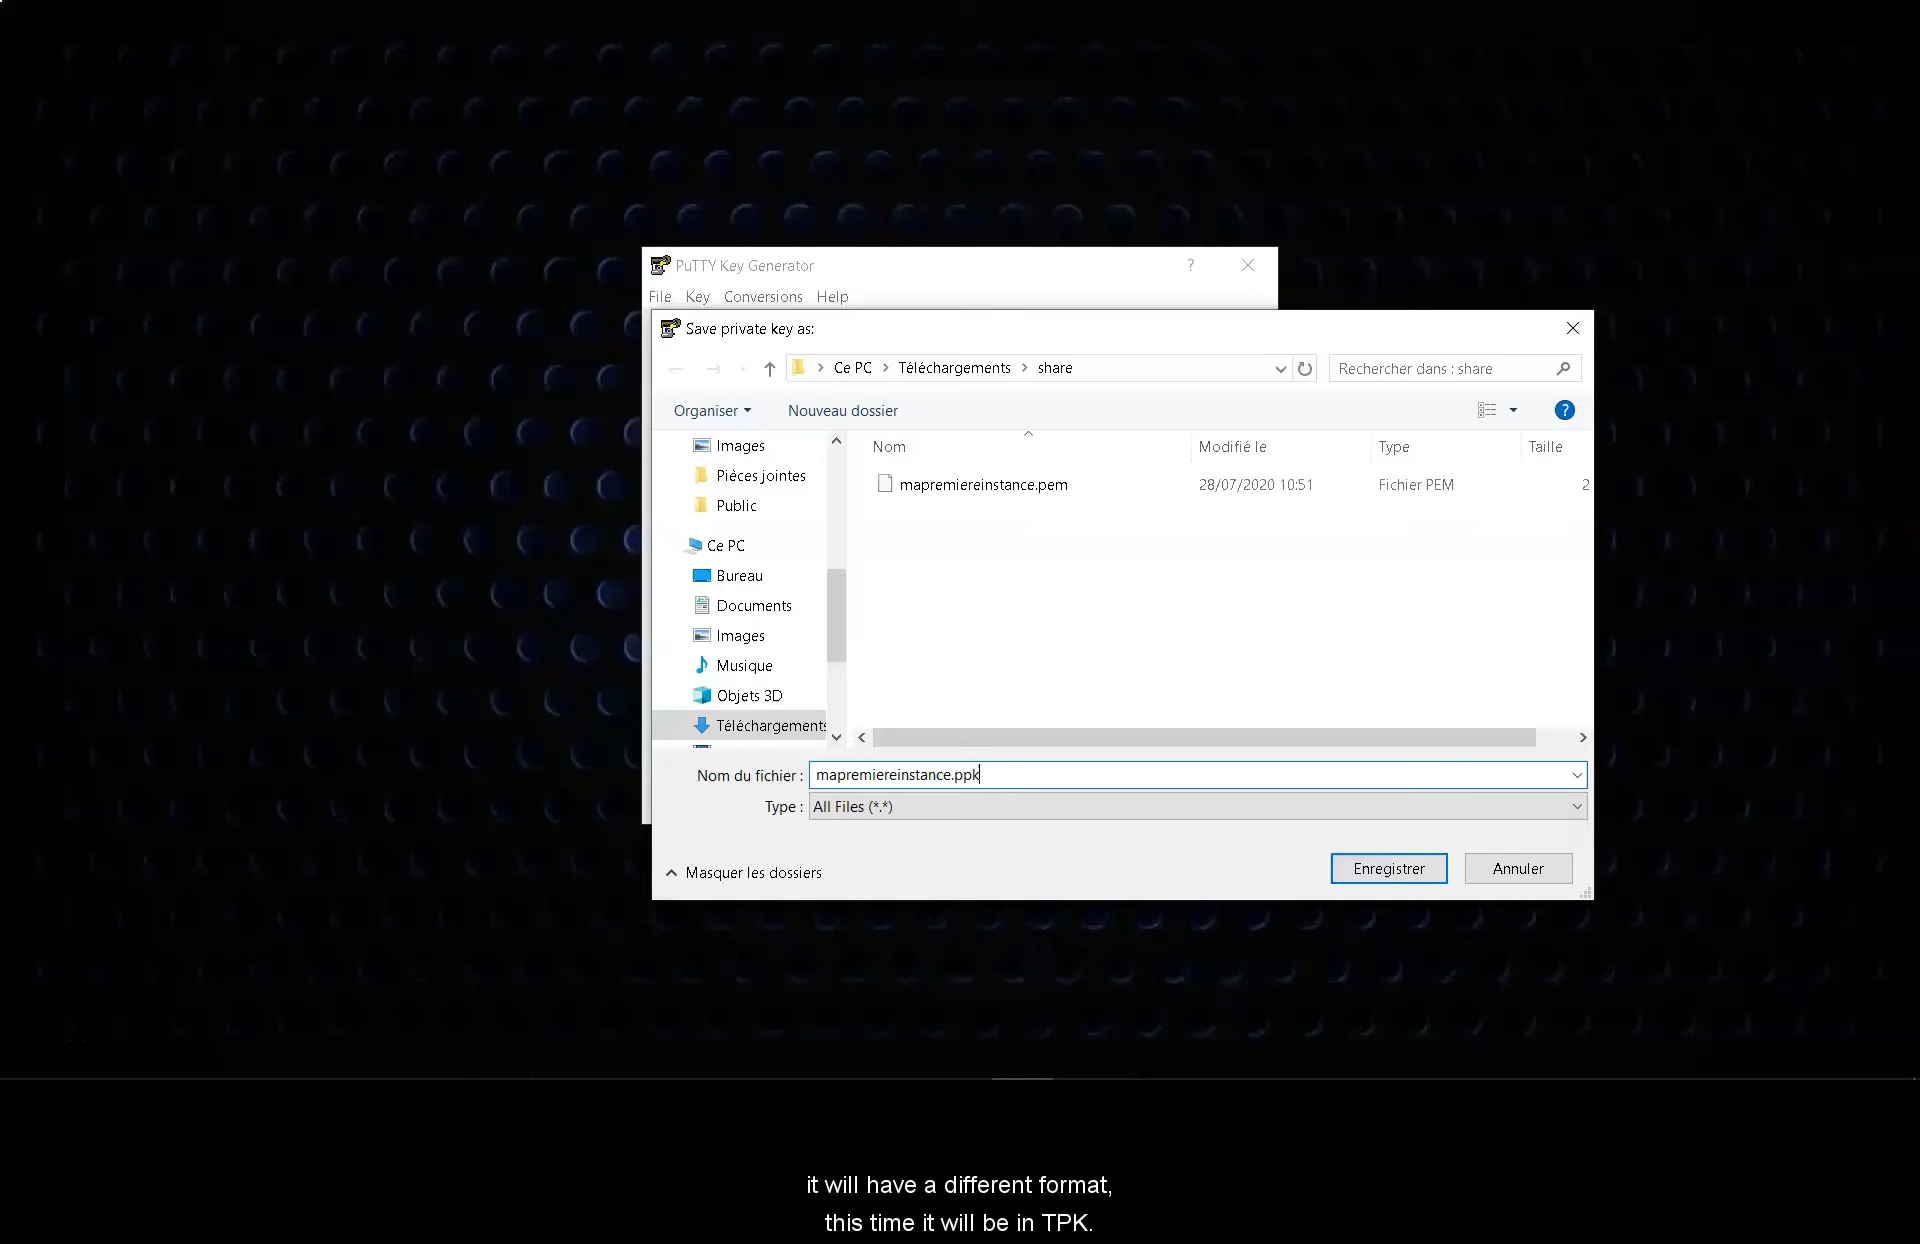 PuTTY Key Generator
?
File Key Conversions Help
Save private key as:
Ce PC > Téléchargements > share
Rechercher dans : share
Organiser
Nouveau dossier
?
Images
Pièces jointes
Public
Ce PC
Bureau
Documents
Images
Musique
Objets 3D
Téléchargements
Nom Modifié le Type Taille
mapremiereinstance.pem 28/07/2020 10:51 Fichier PEM 2
Nom du fichier : mapremiereinstance.ppk
Type : All Files (*.*)
Masquer les dossiers
Enregistrer
Annuler
it will have a different format,
this time it will be in TPK.